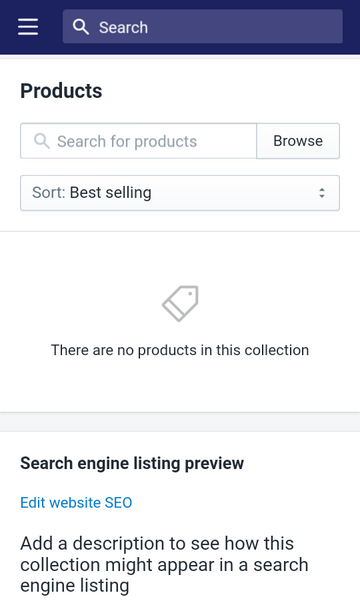 Search
Products
Search for products
Browse
Sort: Best selling
There are no products in this collection
Search engine listing preview
Edit website SEO
Add a description to see how this
collection might appear in a search
engine listing